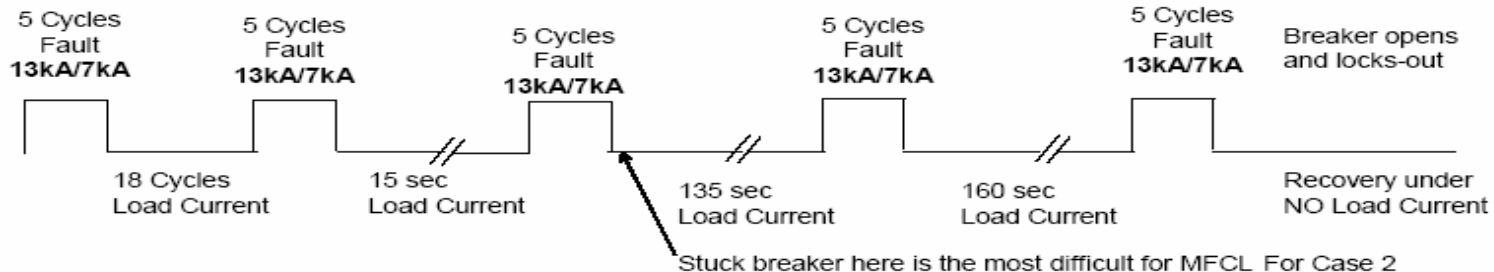 5 Cycles
Fault
13kA/7kA
5 Cycles
Fault
13kA/7kA
5 Cycles
Fault
13kA/7kA
5 Cycles
Fault
13kA/7kA
5 Cycles
Fault
13kA/7kA
Breaker opens
and locks-out
18 Cycles
Load Current
15 sec
Load Current
135 sec
Load Current
160 sec
Load Current
Recovery under
NO Load Current
Stuck breaker here is the most difficult for MFCL For Case 2